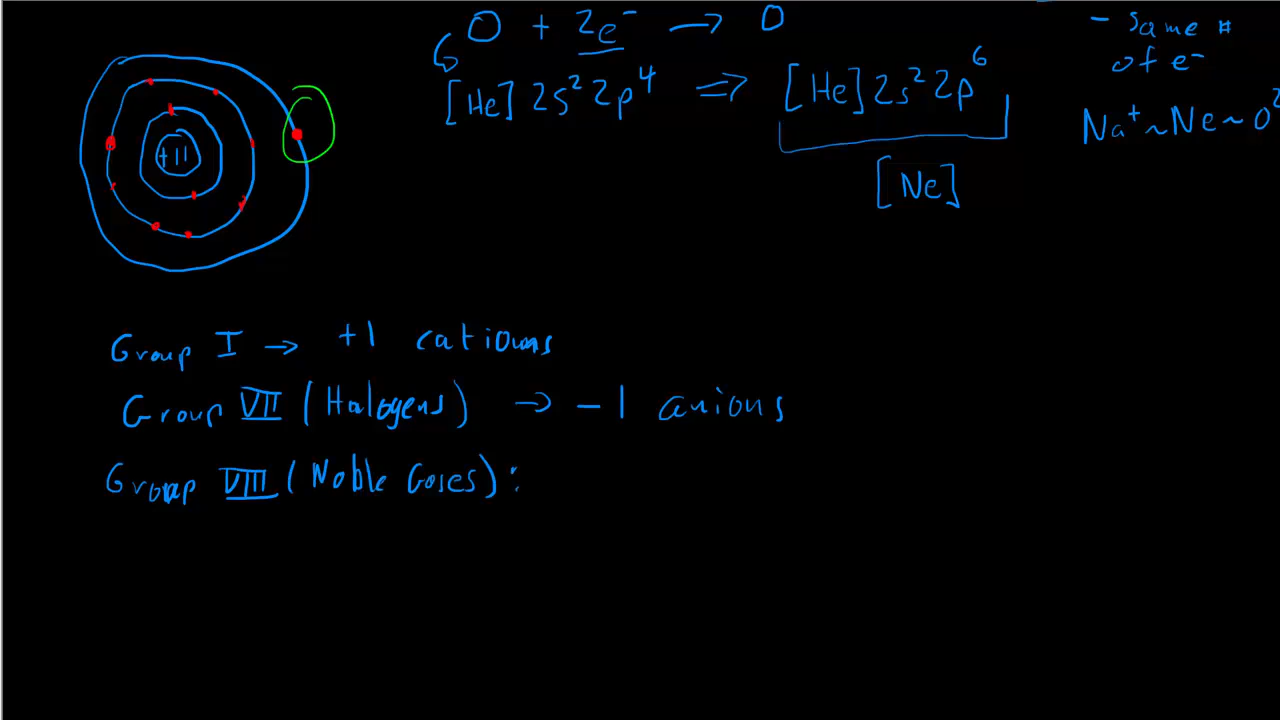 O + 2e⁻ → O
[He] 2s² 2p⁴ ⇒ [He] 2s² 2p⁶
[Ne]
- Same #
of e⁻
Na⁺ ~ Ne ~ O²
+11
Group I → +1 cations
Group VII (Halogens) → -1 anions
Group VIII (Noble Gases):